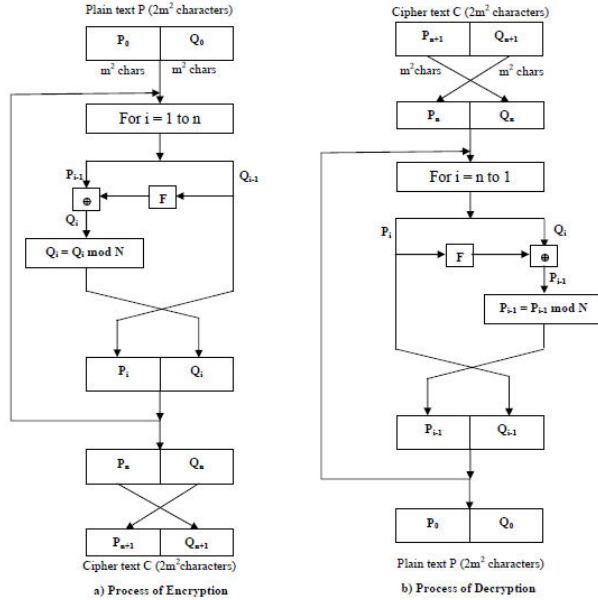 Plain text P (2m² characters)
P₀ Q₀
m² chars m² chars
For i = 1 to n
Pᵢ₋₁ Qᵢ₋₁
⊕ F
Qᵢ
Qᵢ = Qᵢ mod N
Pᵢ Qᵢ
Pₙ Qₙ
Pₙ₊₁ Qₙ₊₁
Cipher text C (2m²characters)
a) Process of Encryption
Cipher text C (2m² characters)
Pₙ₊₁ Qₙ₊₁
m²chars m² chars
Pₙ Qₙ
For i = n to 1
Pᵢ Qᵢ
F ⊕
Pᵢ₋₁
Pᵢ₋₁ = Pᵢ₋₁ mod N
Pᵢ₋₁ Qᵢ₋₁
P₀ Q₀
Plain text P (2m² characters)
b) Process of Decryption